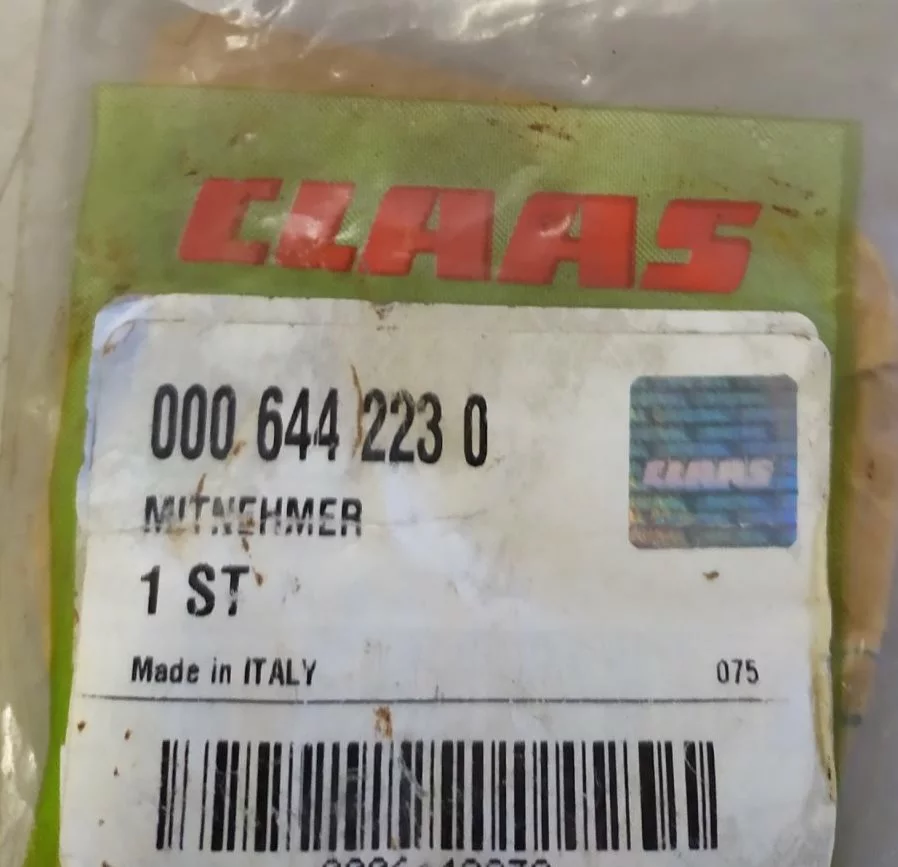 CLAAS
000 644 223 0
CLAAS
MITNEHMER
1 ST
Made in ITALY
075